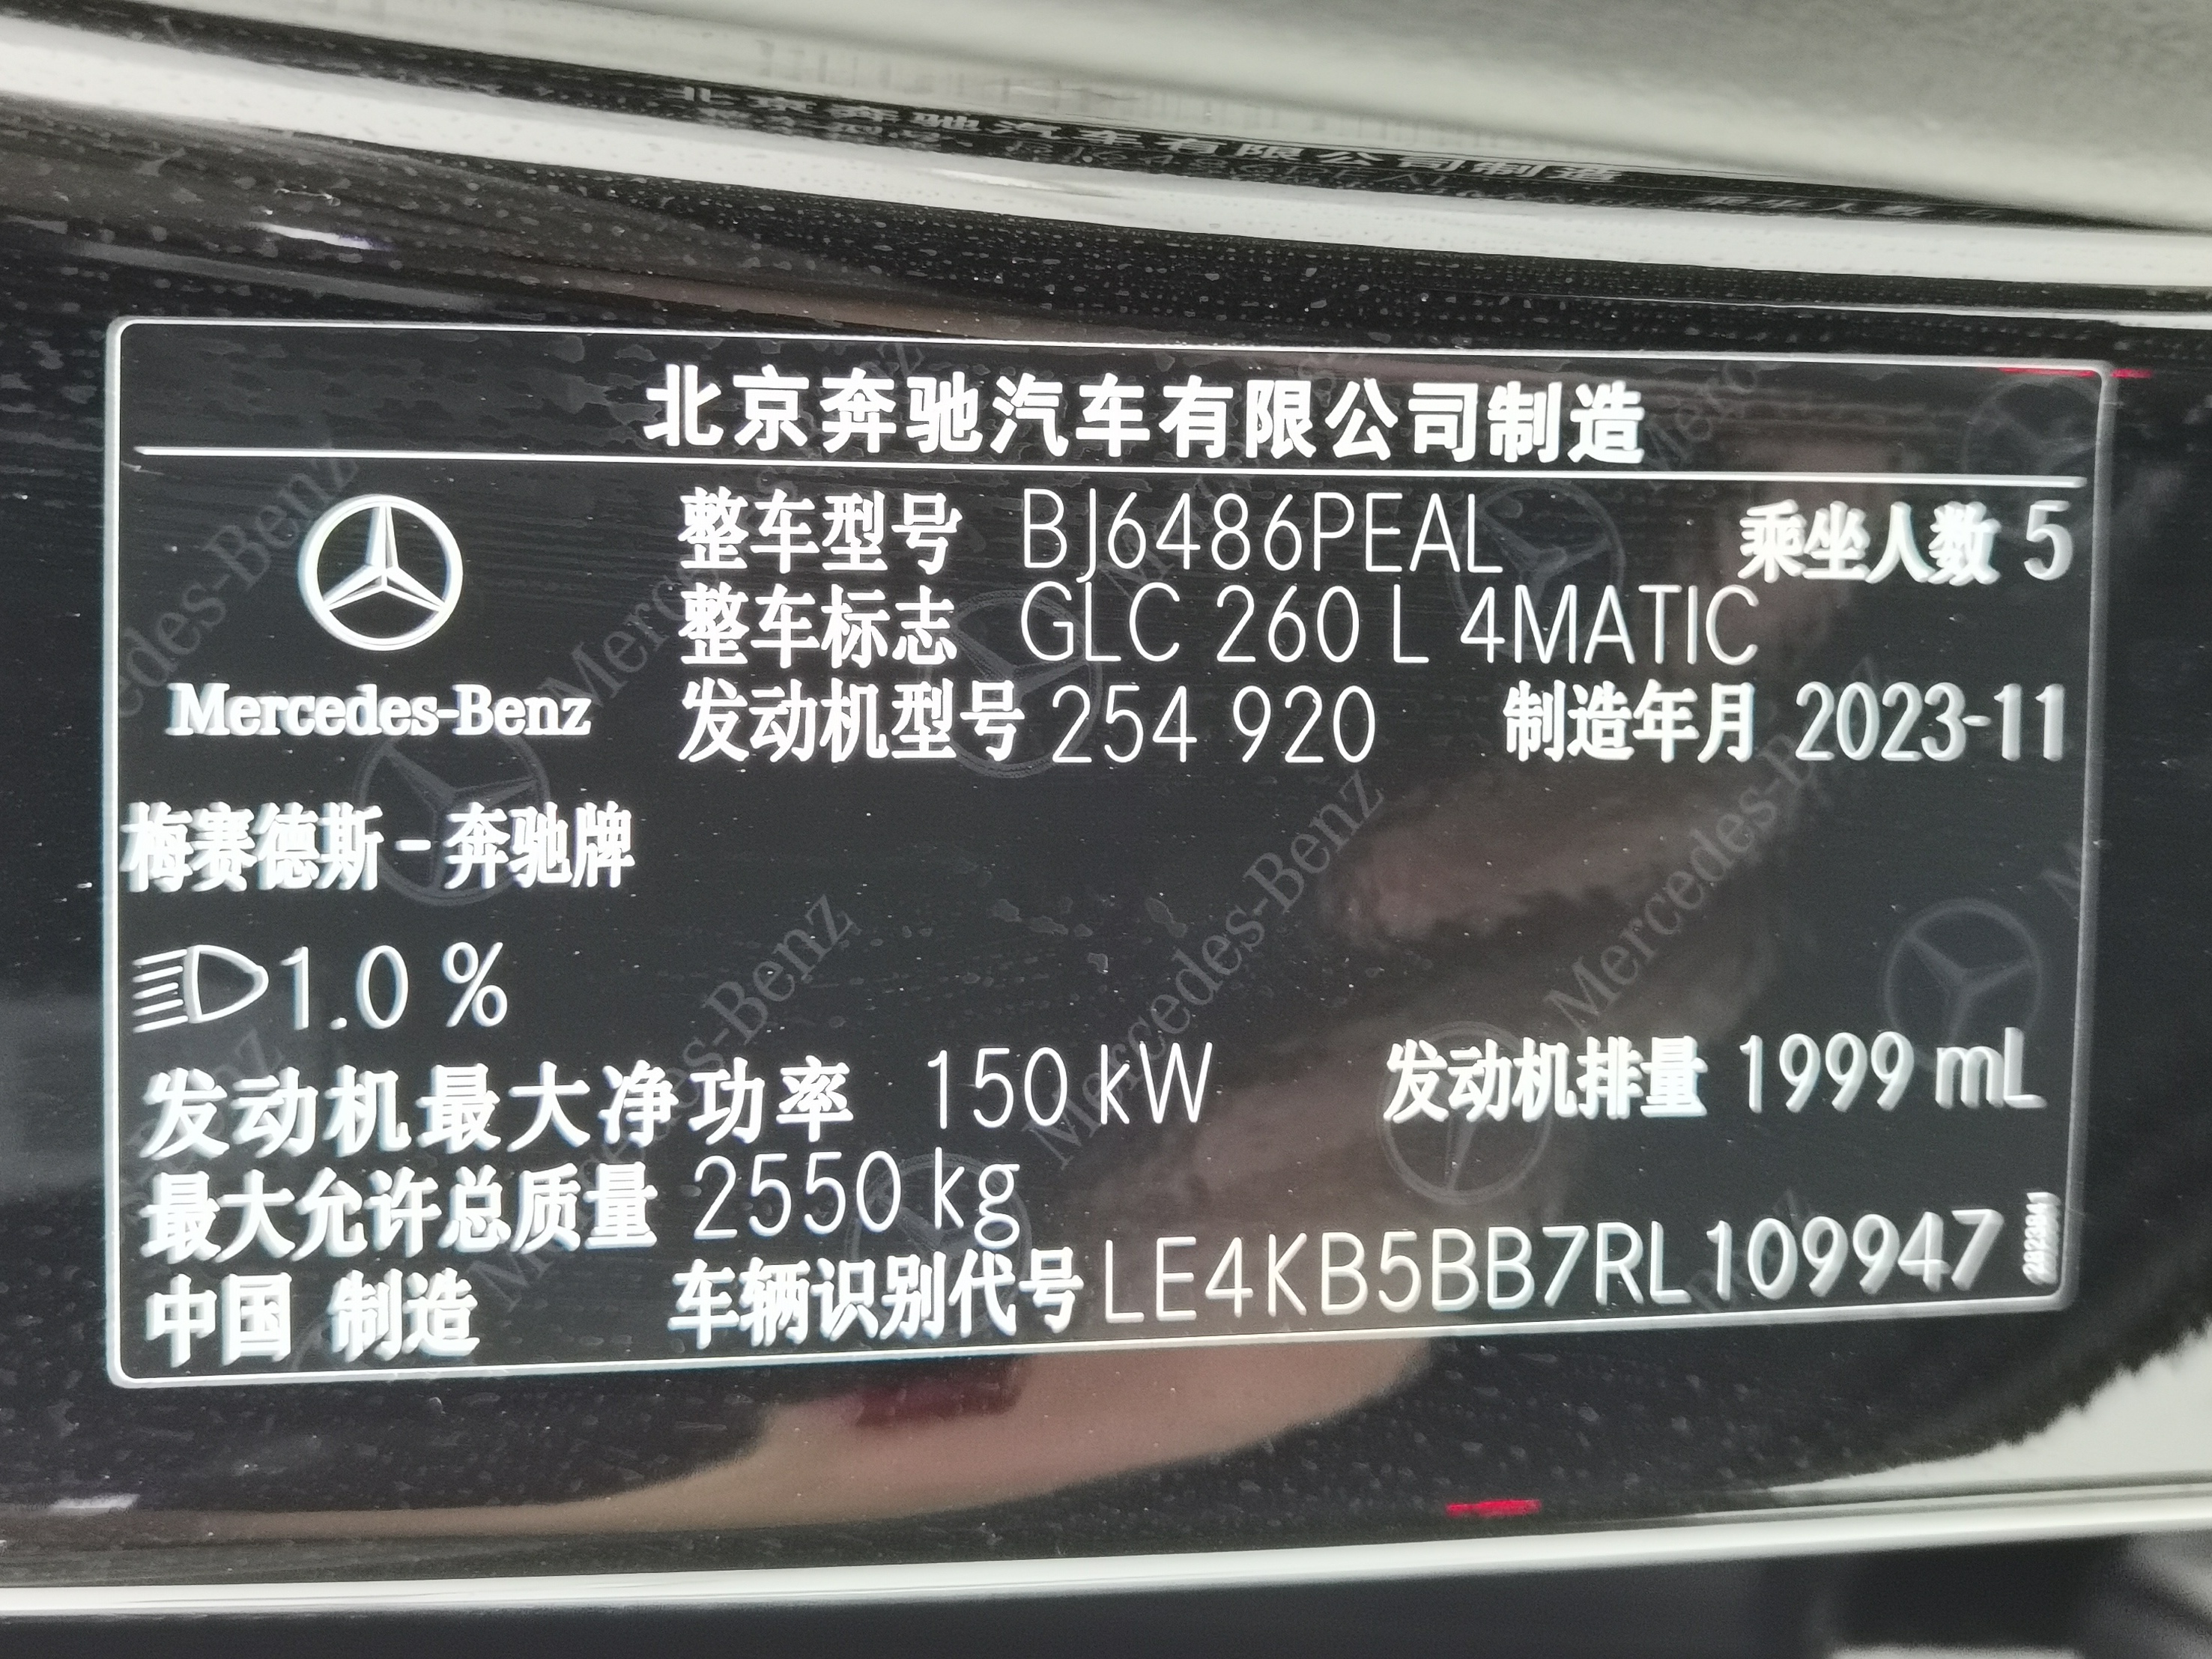 北京奔驰汽车有限公司制造
整车型号 BJ6486PEAL 乘坐人数 5
整车标志 GLC 260 L 4MATIC
Mercedes-Benz
发动机型号 254 920 制造年月 2023-11
梅赛德斯-奔驰牌
1.0 %
发动机最大净功率 150 kW 发动机排量 1999 mL
最大允许总质量 2550 kg
中国 制造 车辆识别代号 LE4KB5BB7RL109947